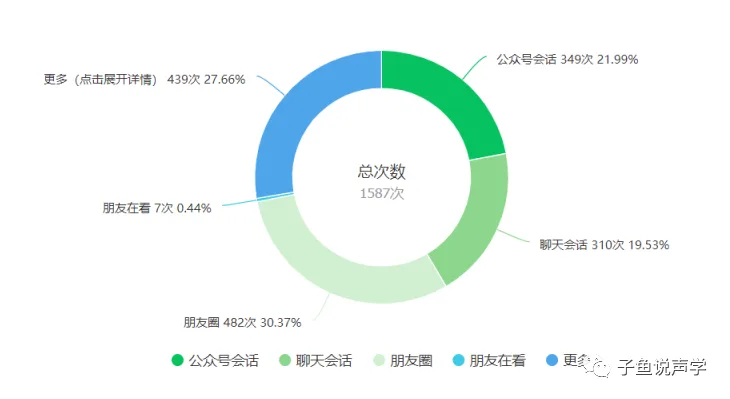 公众号会话 349次 21.99%
更多（点击展开详情） 439次 27.66%
总次数
1587次
朋友在看 7次 0.44%
聊天会话 310次 19.53%
朋友圈 482次 30.37%
公众号会话 聊天会话 朋友圈 朋友在看 更多
子鱼说声学